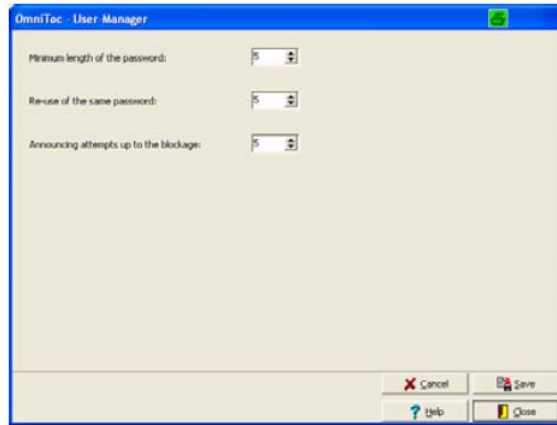 OmniToc - User-Manager
Minimum length of the password: 5
Re-use of the same password: 5
Announcing attempts up to the blockage: 5
Cancel Save
Help Close